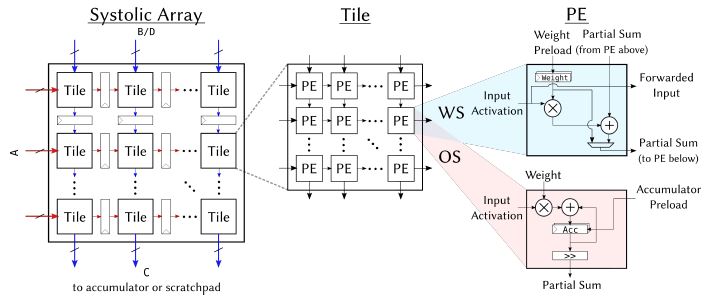 Systolic Array
B/D
Tile Tile Tile
Tile Tile Tile
Tile Tile Tile
A
C
to accumulator or scratchpad
Tile
PE PE PE
PE PE PE
PE PE PE
WS
OS
PE
Weight
Preload
Partial Sum
(from PE above)
Weight
Input
Activation
Forwarded
Input
Partial Sum
(to PE below)
Weight
Input
Activation
Accumulator
Preload
Acc
>>
Partial Sum